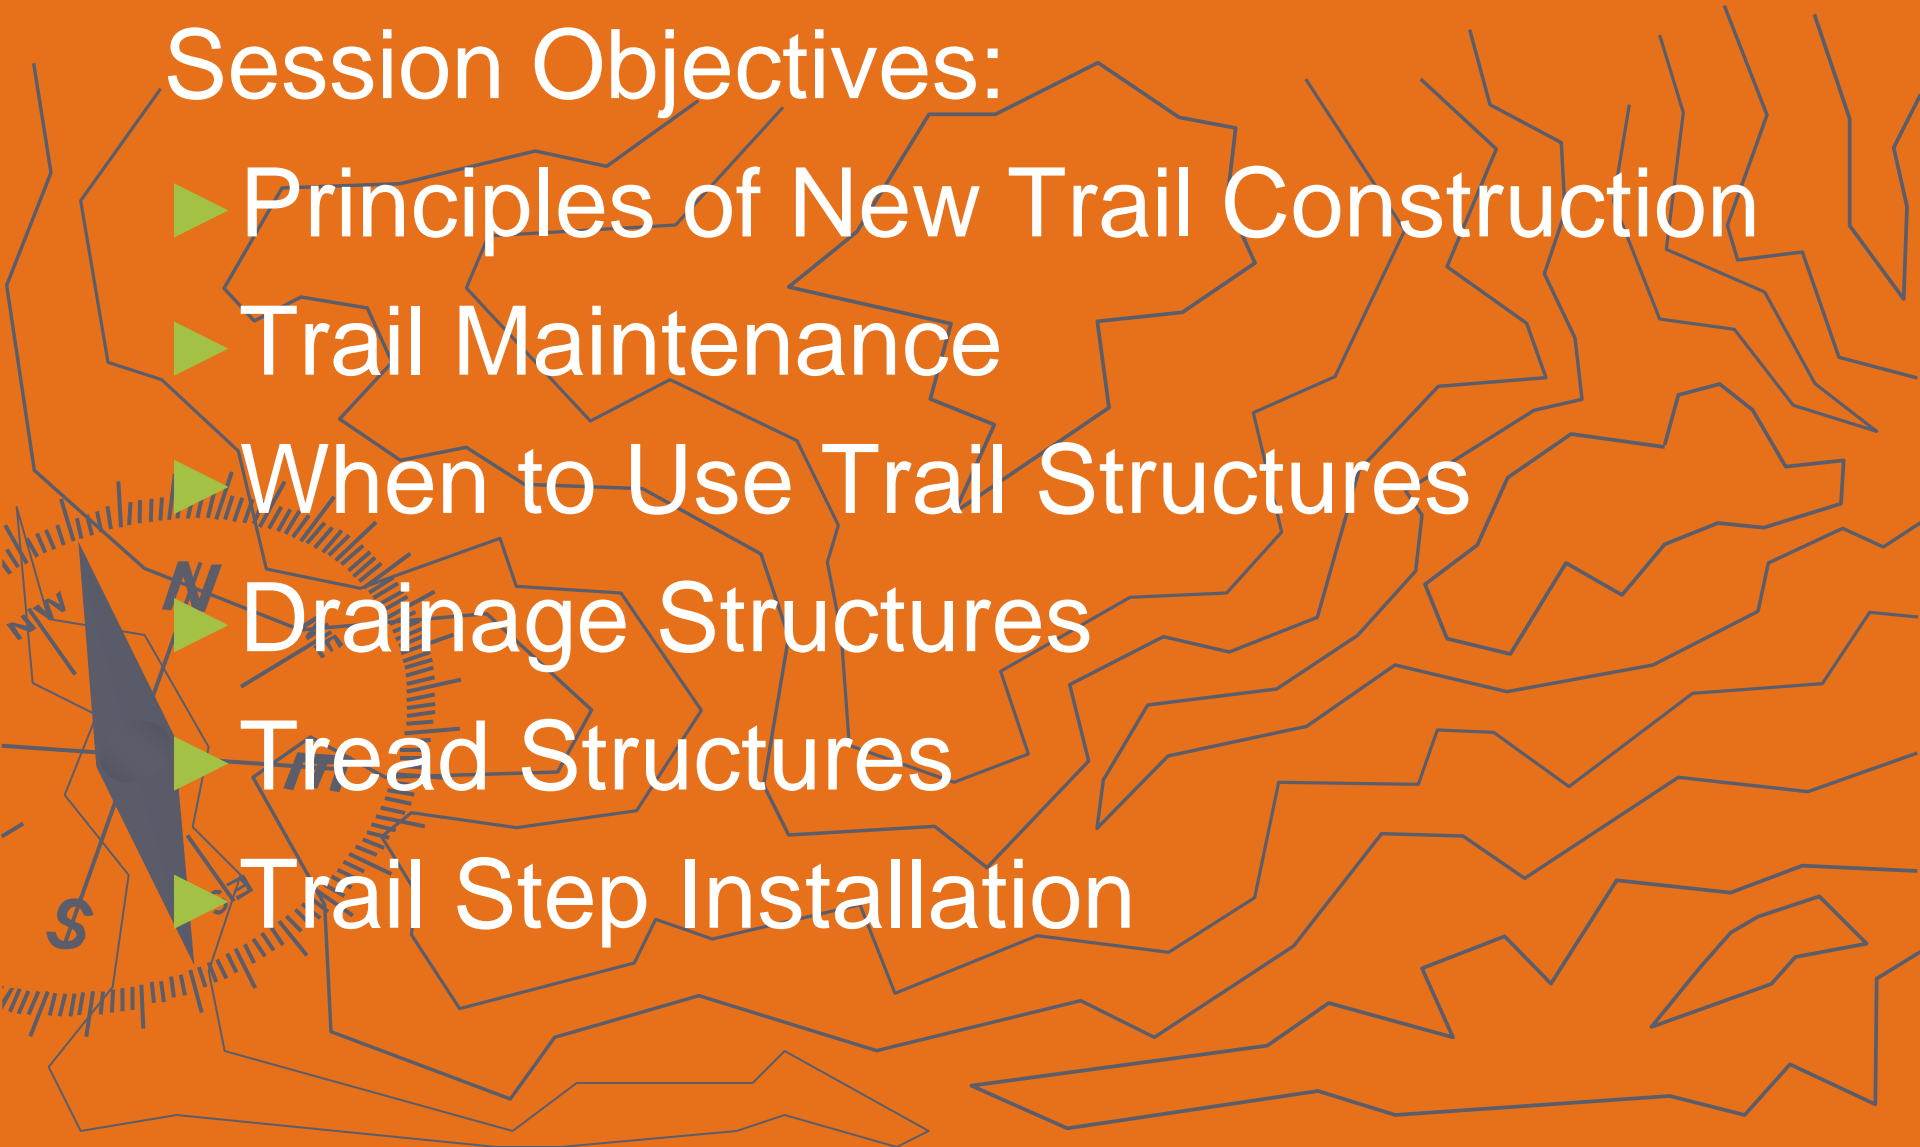 Session Objectives:
Principles of New Trail Construction
Trail Maintenance
When to Use Trail Structures
Drainage Structures
Tread Structures
Trail Step Installation
N
NW
S